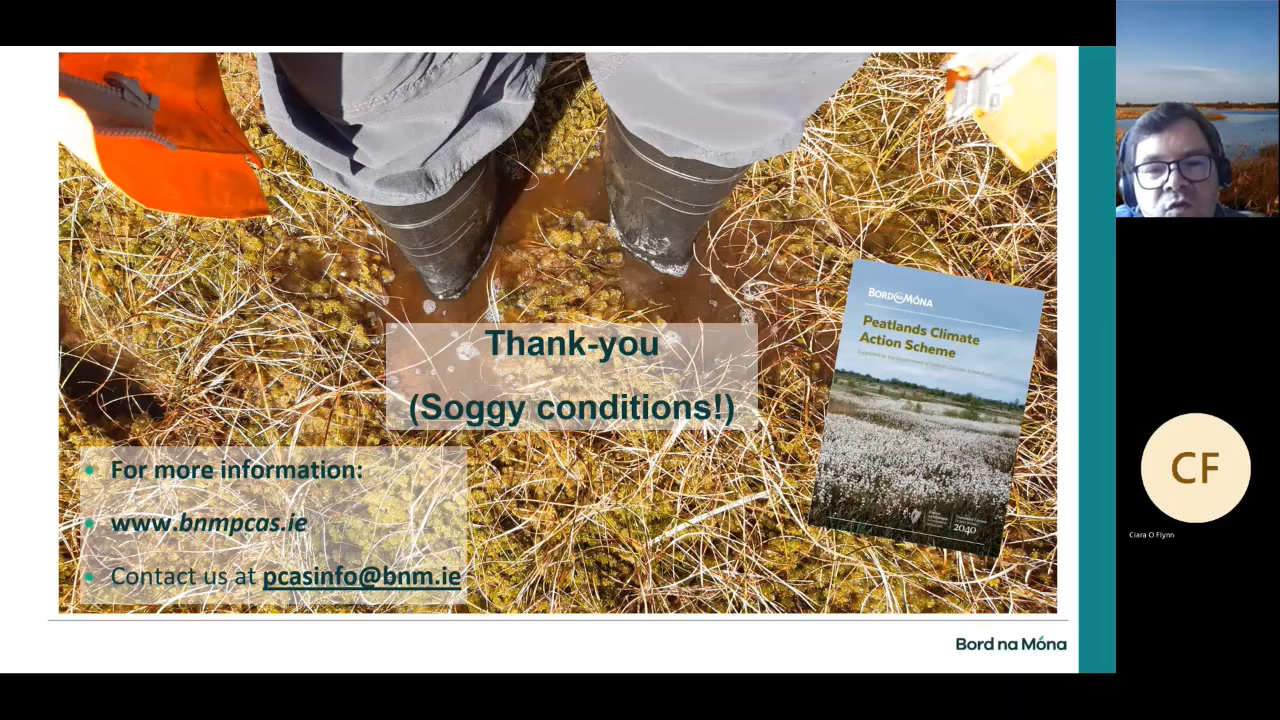 Thank-you
(Soggy conditions!)
BORD NA MÓNA
Peatlands Climate
Action Scheme
• For more information:
• www.bnmpcas.ie
• Contact us at pcasinfo@bnm.ie
2040
Bord na Móna
CF
Ciara O Flynn